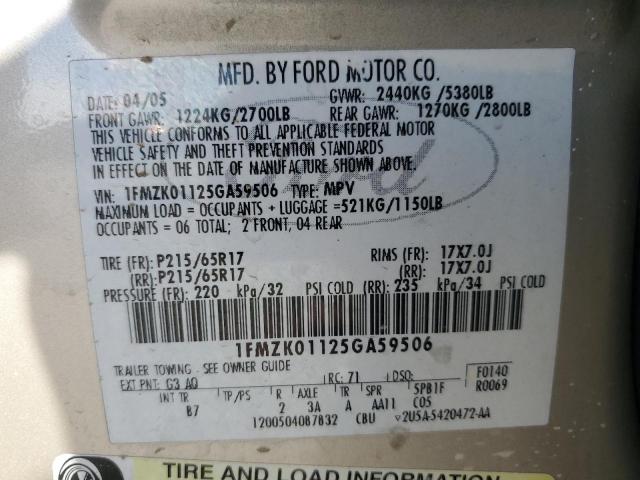 MFD. BY FORD MOTOR CO.
DATE: 04/05 GVWR: 2440KG /5380LB
FRONT GAWR: 1224KG/2700LB REAR GAWR: 1270KG /2800LB
THIS VEHICLE CONFORMS TO ALL APPLICABLE FEDERAL MOTOR
VEHICLE SAFETY AND THEFT PREVENTION STANDARDS
IN EFFECT ON THE DATE OF MANUFACTURE SHOWN ABOVE.
VIN: 1FMZK01125GA59506 TYPE: MPV
MAXIMUM LOAD = OCCUPANTS + LUGGAGE =521KG/1150LB
OCCUPANTS = 06 TOTAL; 2 FRONT, 04 REAR
TIRE (FR): P215/65R17 RIMS (FR): 17X7.0J
(RR): P215/65R17 (RR): 17X7.0J
PRESSURE (FR): 220 kPa/32 PSI COLD (RR): 235 kPa/34 PSI COLD
1FMZK01125GA59506
TRAILER TOWING - SEE OWNER GUIDE
EXT PNT: G3 AQ RC: 71 DSO: F0140
INT TR TP/PS R AXLE TR SPR SPB1F R0069
B7 2 3A A AA11 C05
1200504087832 CBU 2U5A-5420472-AA
TIRE AND LOAD INFORMATION